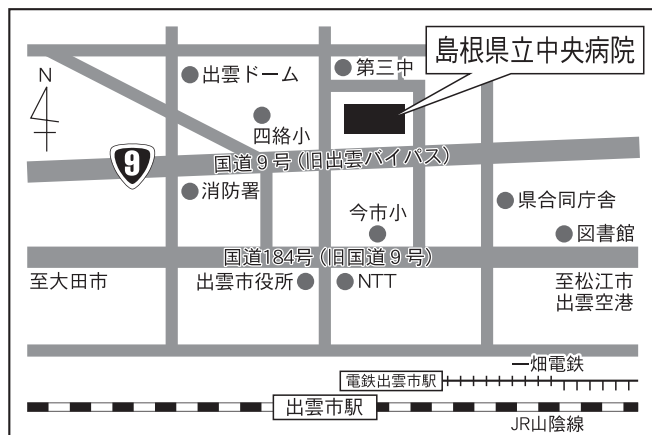 島根県立中央病院
第三中
出雲ドーム
N
四絡小
国道9号(旧出雲バイパス)
9
消防署
県合同庁舎
今市小
図書館
国道184号(旧国道9号)
至大田市
出雲市役所
NTT
至松江市
出雲空港
一畑電鉄
電鉄出雲市駅
出雲市駅
JR山陰線